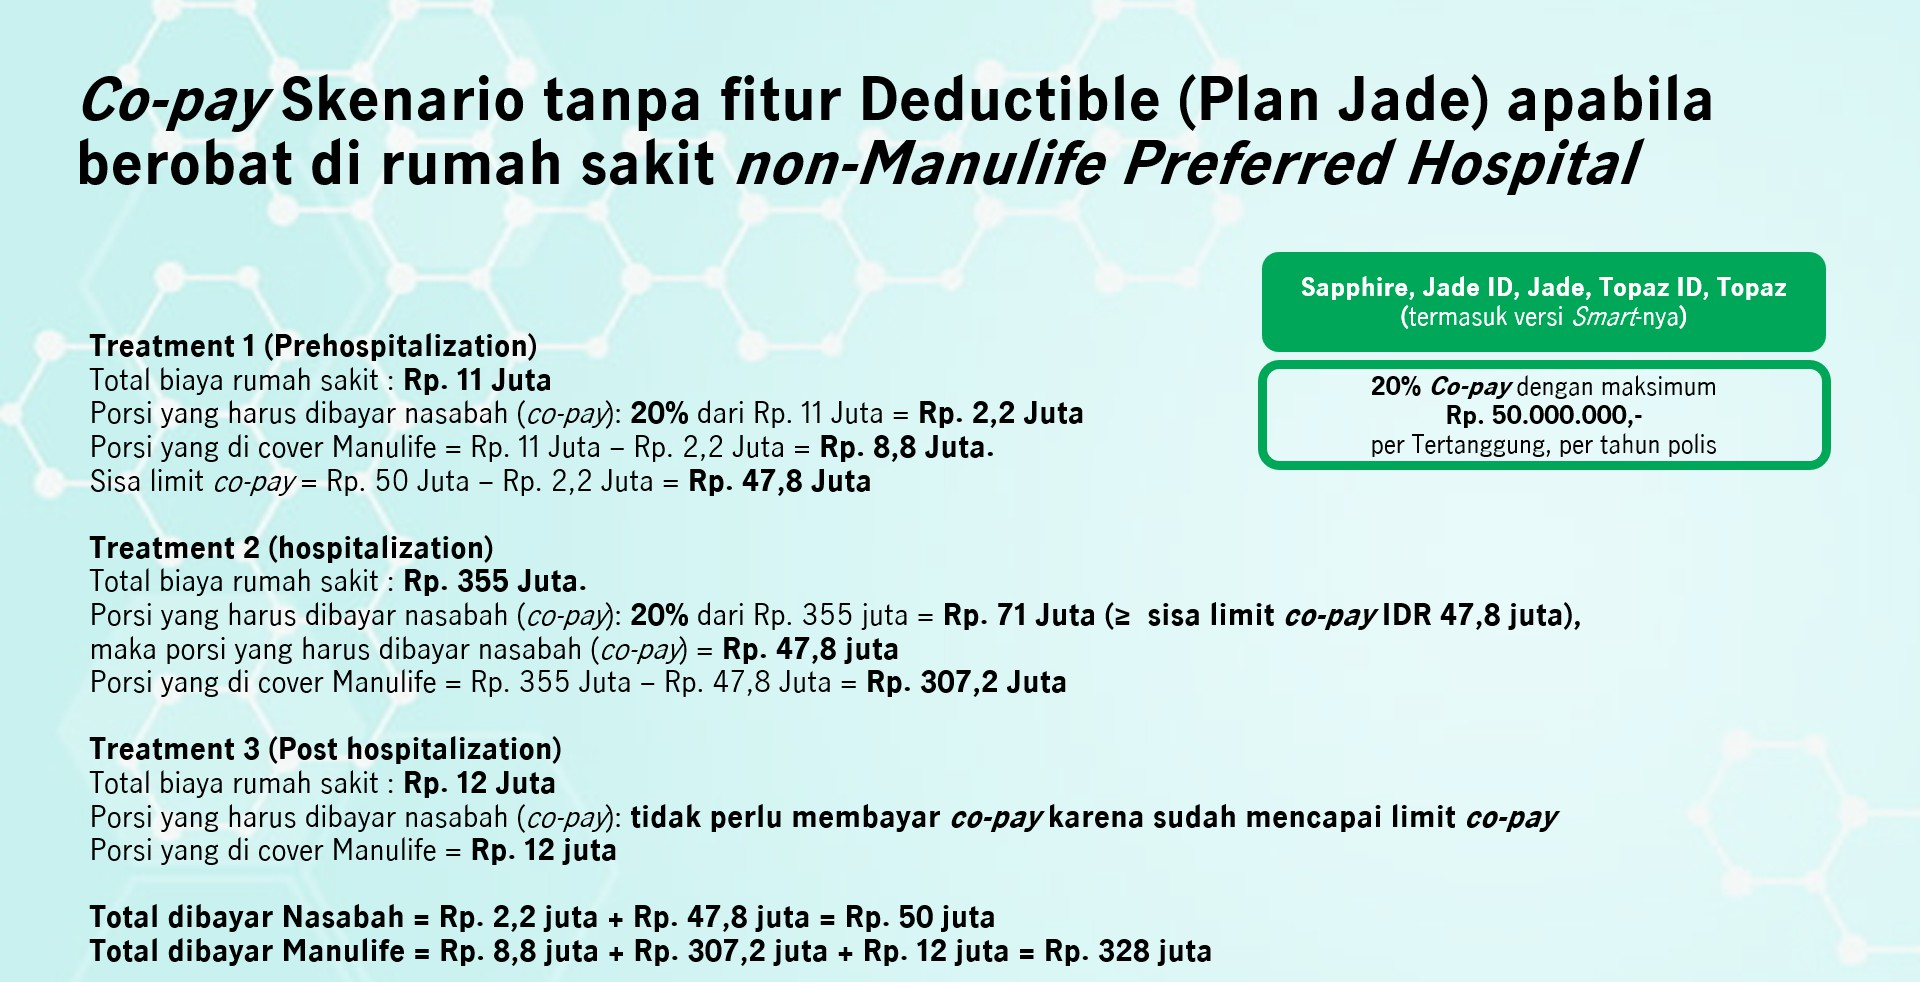 Co-pay Skenario tanpa fitur Deductible (Plan Jade) apabila
berobat di rumah sakit non-Manulife Preferred Hospital
Sapphire, Jade ID, Jade, Topaz ID, Topaz
(termasuk versi Smart-nya)
20% Co-pay dengan maksimum
Rp. 50.000.000,-
per Tertanggung, per tahun polis
Treatment 1 (Prehospitalization)
Total biaya rumah sakit : Rp. 11 Juta
Porsi yang harus dibayar nasabah (co-pay): 20% dari Rp. 11 Juta = Rp. 2,2 Juta
Porsi yang di cover Manulife = Rp. 11 Juta – Rp. 2,2 Juta = Rp. 8,8 Juta.
Sisa limit co-pay = Rp. 50 Juta – Rp. 2,2 Juta = Rp. 47,8 Juta
Treatment 2 (hospitalization)
Total biaya rumah sakit : Rp. 355 Juta.
Porsi yang harus dibayar nasabah (co-pay): 20% dari Rp. 355 juta = Rp. 71 Juta (≥ sisa limit co-pay IDR 47,8 juta),
maka porsi yang harus dibayar nasabah (co-pay) = Rp. 47,8 juta
Porsi yang di cover Manulife = Rp. 355 Juta – Rp. 47,8 Juta = Rp. 307,2 Juta
Treatment 3 (Post hospitalization)
Total biaya rumah sakit : Rp. 12 Juta
Porsi yang harus dibayar nasabah (co-pay): tidak perlu membayar co-pay karena sudah mencapai limit co-pay
Porsi yang di cover Manulife = Rp. 12 juta
Total dibayar Nasabah = Rp. 2,2 juta + Rp. 47,8 juta = Rp. 50 juta
Total dibayar Manulife = Rp. 8,8 juta + Rp. 307,2 juta + Rp. 12 juta = Rp. 328 juta